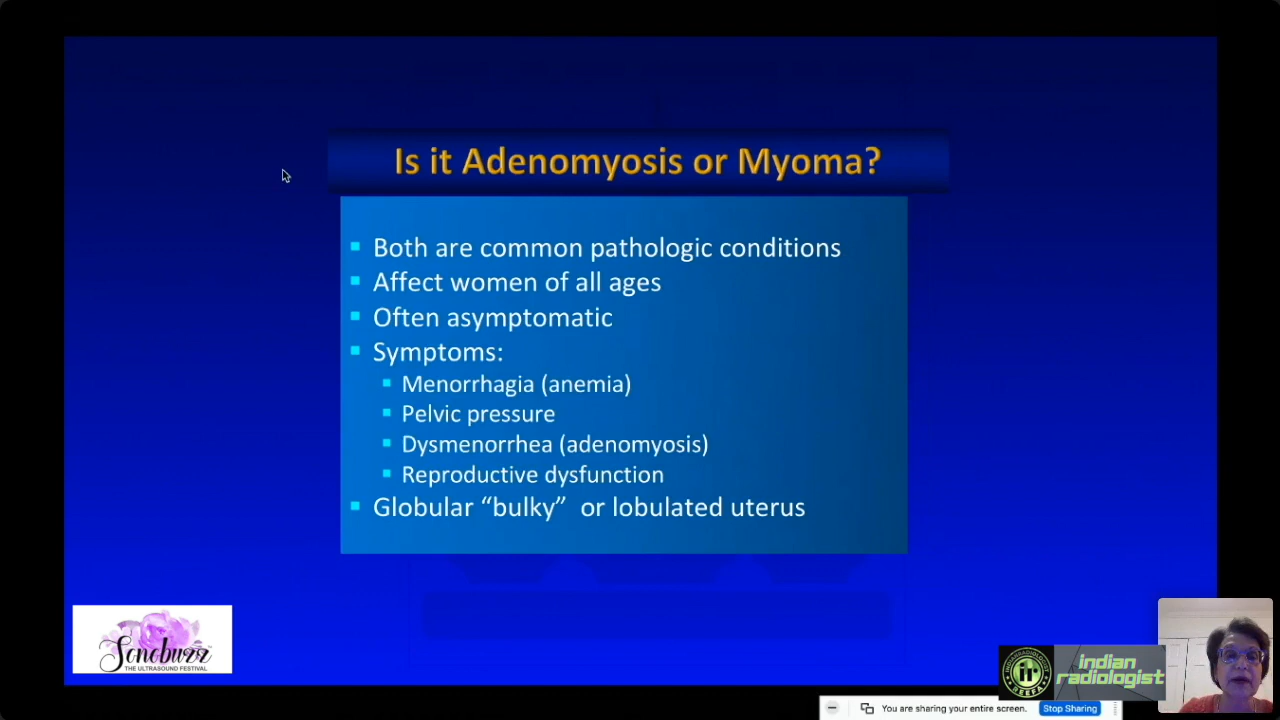 Is it Adenomyosis or Myoma?
Both are common pathologic conditions
Affect women of all ages
Often asymptomatic
Symptoms:
Menorrhagia (anemia)
Pelvic pressure
Dysmenorrhea (adenomyosis)
Reproductive dysfunction
Globular “bulky” or lobulated uterus
Sonobuzz
THE ULTRASOUND FESTIVAL
ir
indian
radiologist
You are sharing your entire screen.
Stop Sharing